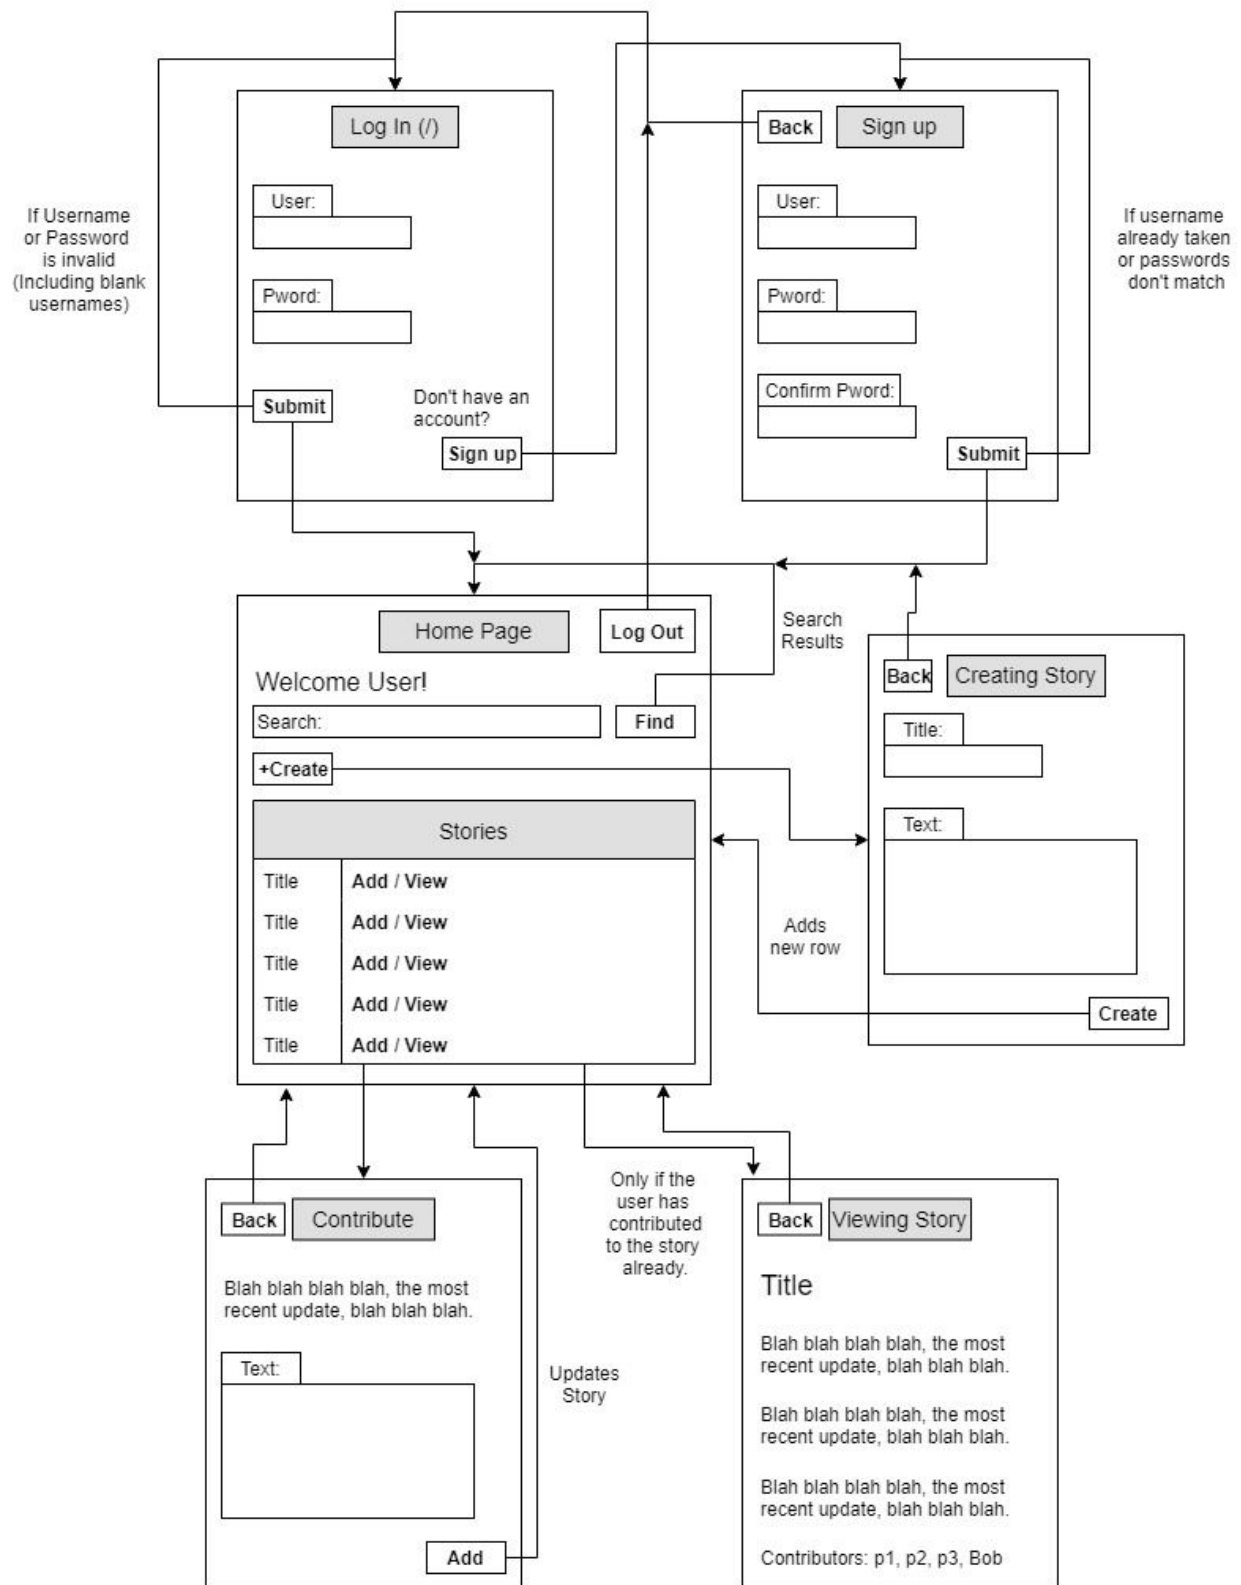 Log In (/)
User:
Pword:
Submit
Don't have an
account?
Sign up
If Username
or Password
is invalid
(Including blank
usernames)
Back
Sign up
User:
Pword:
Confirm Pword:
Submit
If username
already taken
or passwords
don't match
Home Page
Log Out
Welcome User!
Search:
Find
+Create
Stories
Title Add / View
Title Add / View
Title Add / View
Title Add / View
Title Add / View
Search
Results
Back
Creating Story
Title:
Text:
Create
Adds
new row
Back
Contribute
Blah blah blah blah, the most
recent update, blah blah blah.
Text:
Add
Updates
Story
Only if the
user has
contributed
to the story
already.
Back
Viewing Story
Title
Blah blah blah blah, the most
recent update, blah blah blah.
Blah blah blah blah, the most
recent update, blah blah blah.
Blah blah blah blah, the most
recent update, blah blah blah.
Contributors: p1, p2, p3, Bob